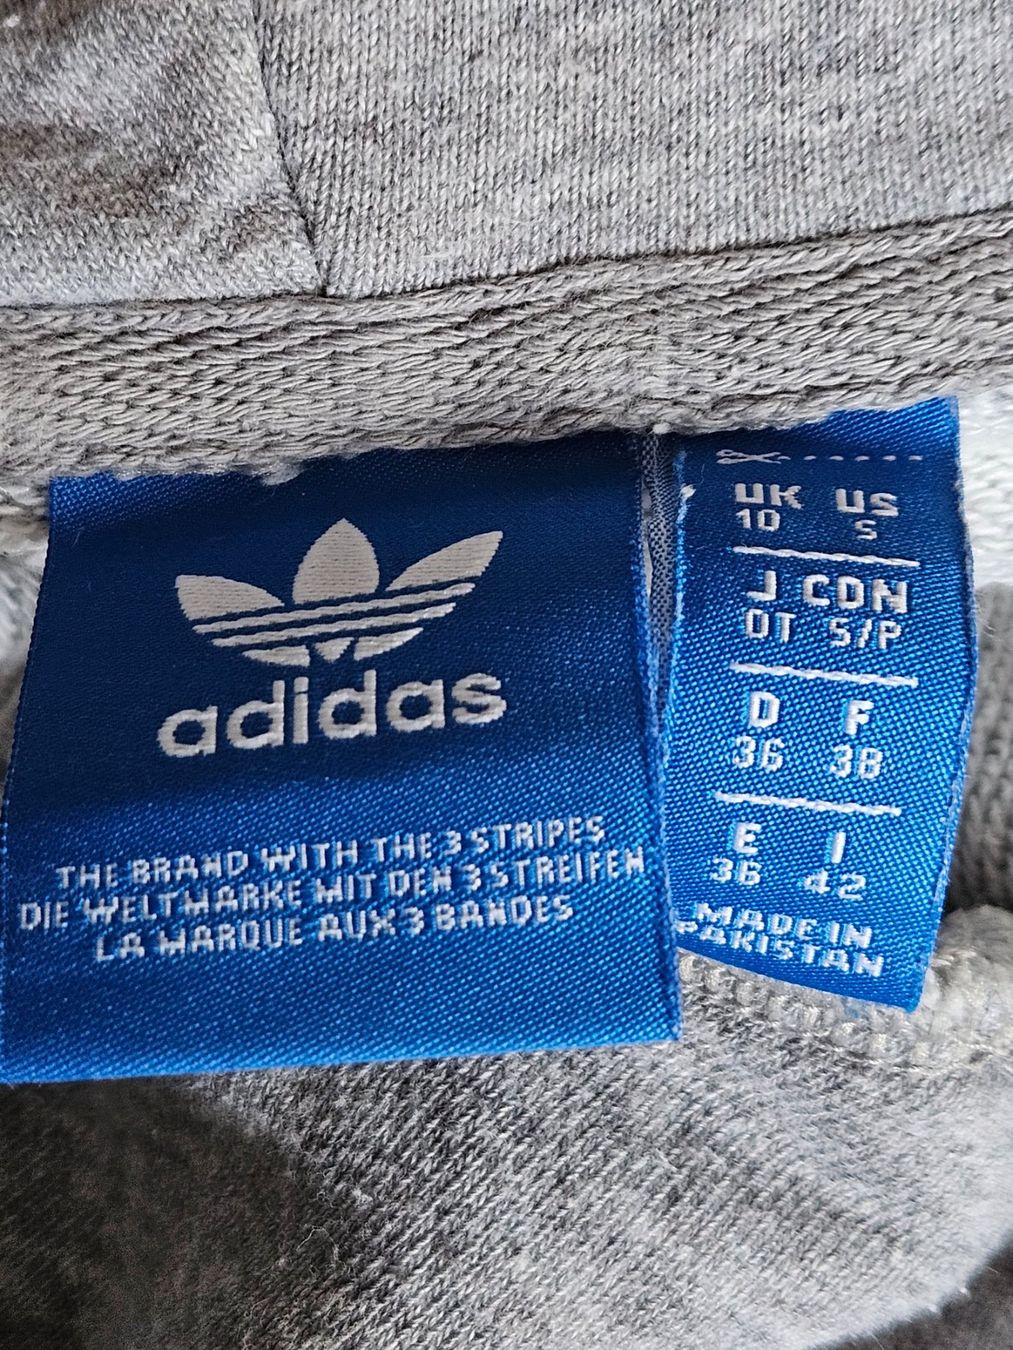 adidas
THE BRAND WITH THE 3 STRIPES
DIE WELTMARKE MIT DEN 3 STREIFEN
LA MARQUE AUX 3 BANDES
UK US
10 S
J CDN
OT S/P
D F
36 38
E I
36 42
MADE IN
PAKISTAN